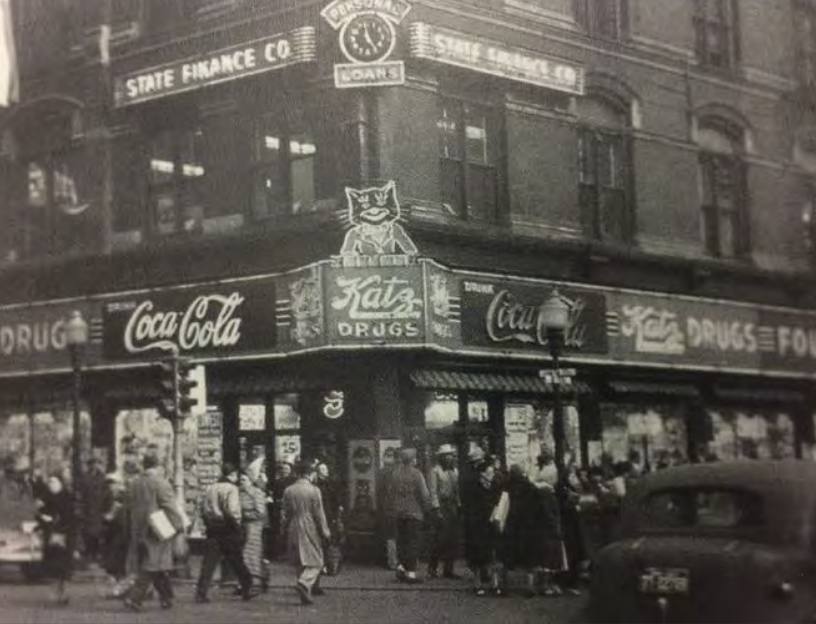 PERSONAL
LOANS
STATE FINANCE CO
STATE FINANCE CO
DRUG
DRINK
Coca-Cola
Katz
DRUGS
DRINK
Coca-Cola
Katz DRUGS
FOU